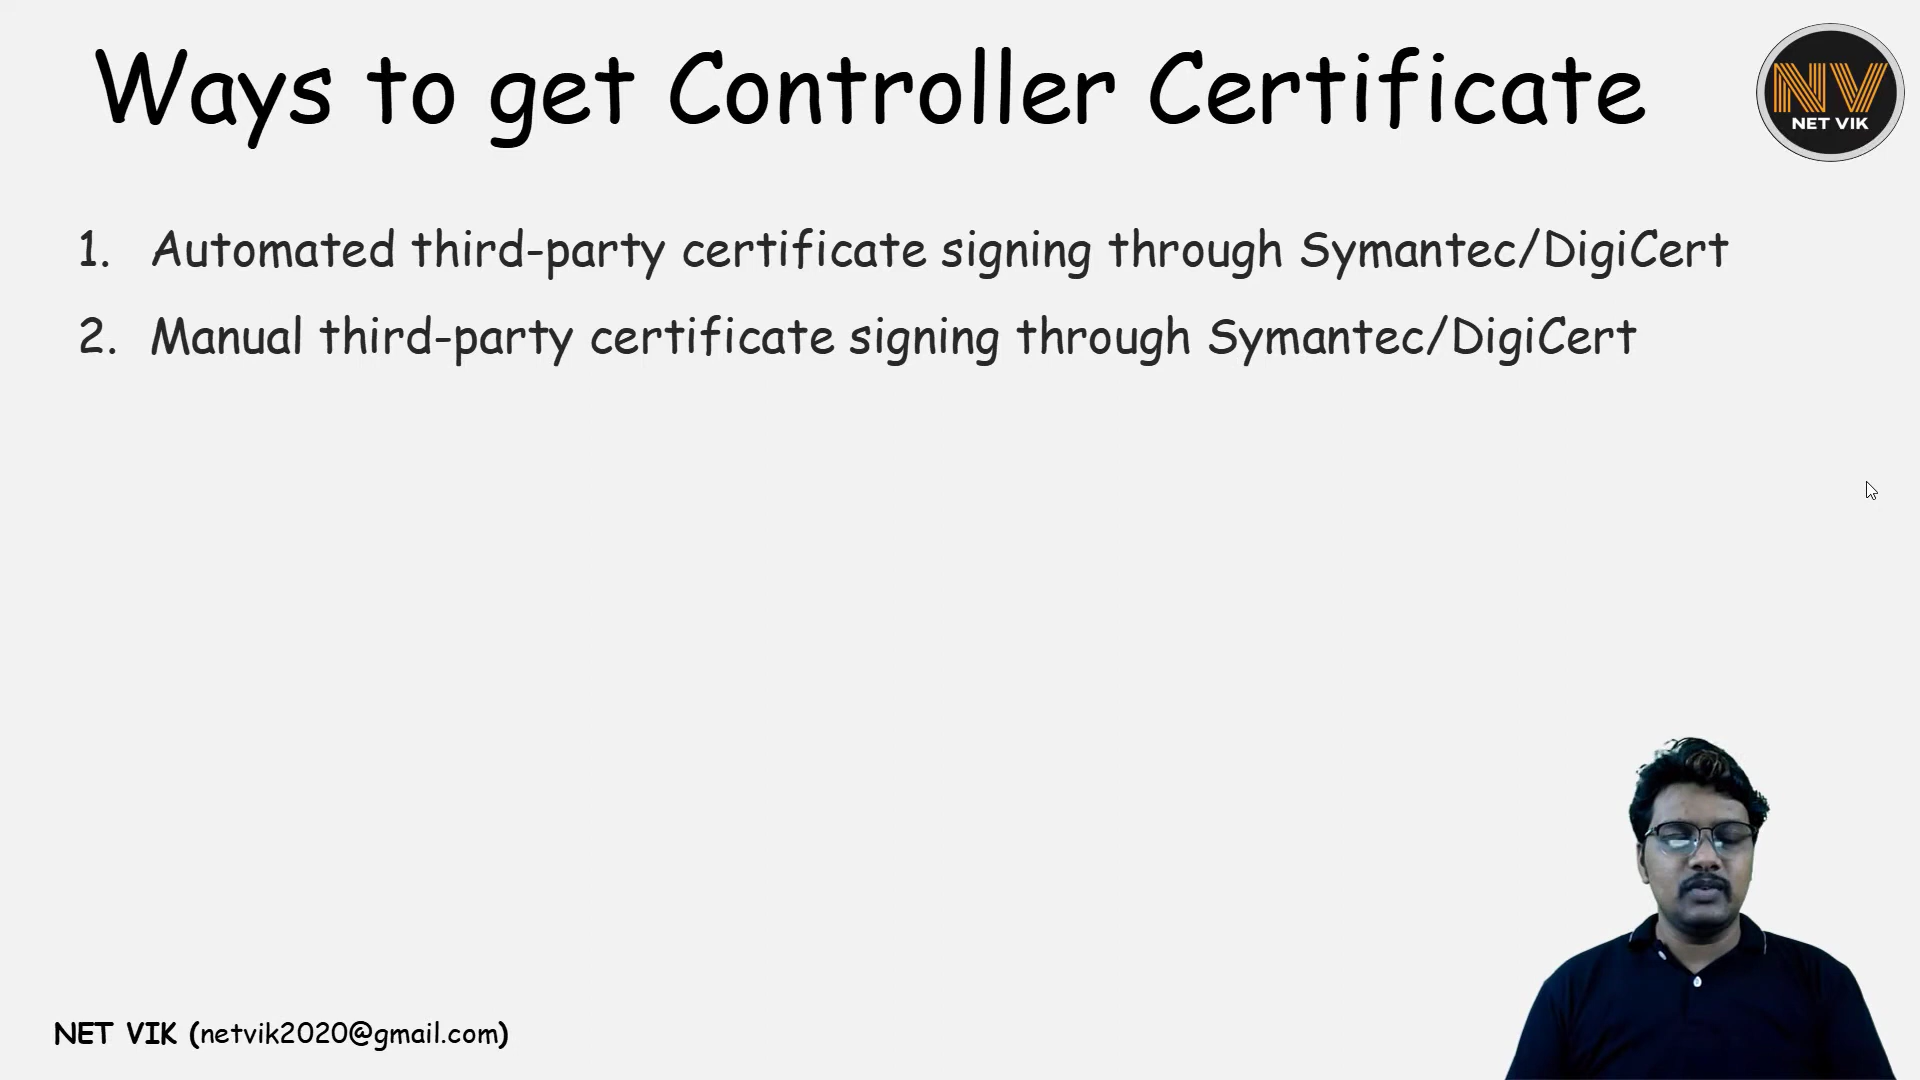 Ways to get Controller Certificate
NV
NET VIK
1. Automated third-party certificate signing through Symantec/DigiCert
2. Manual third-party certificate signing through Symantec/DigiCert
NET VIK (netvik2020@gmail.com)